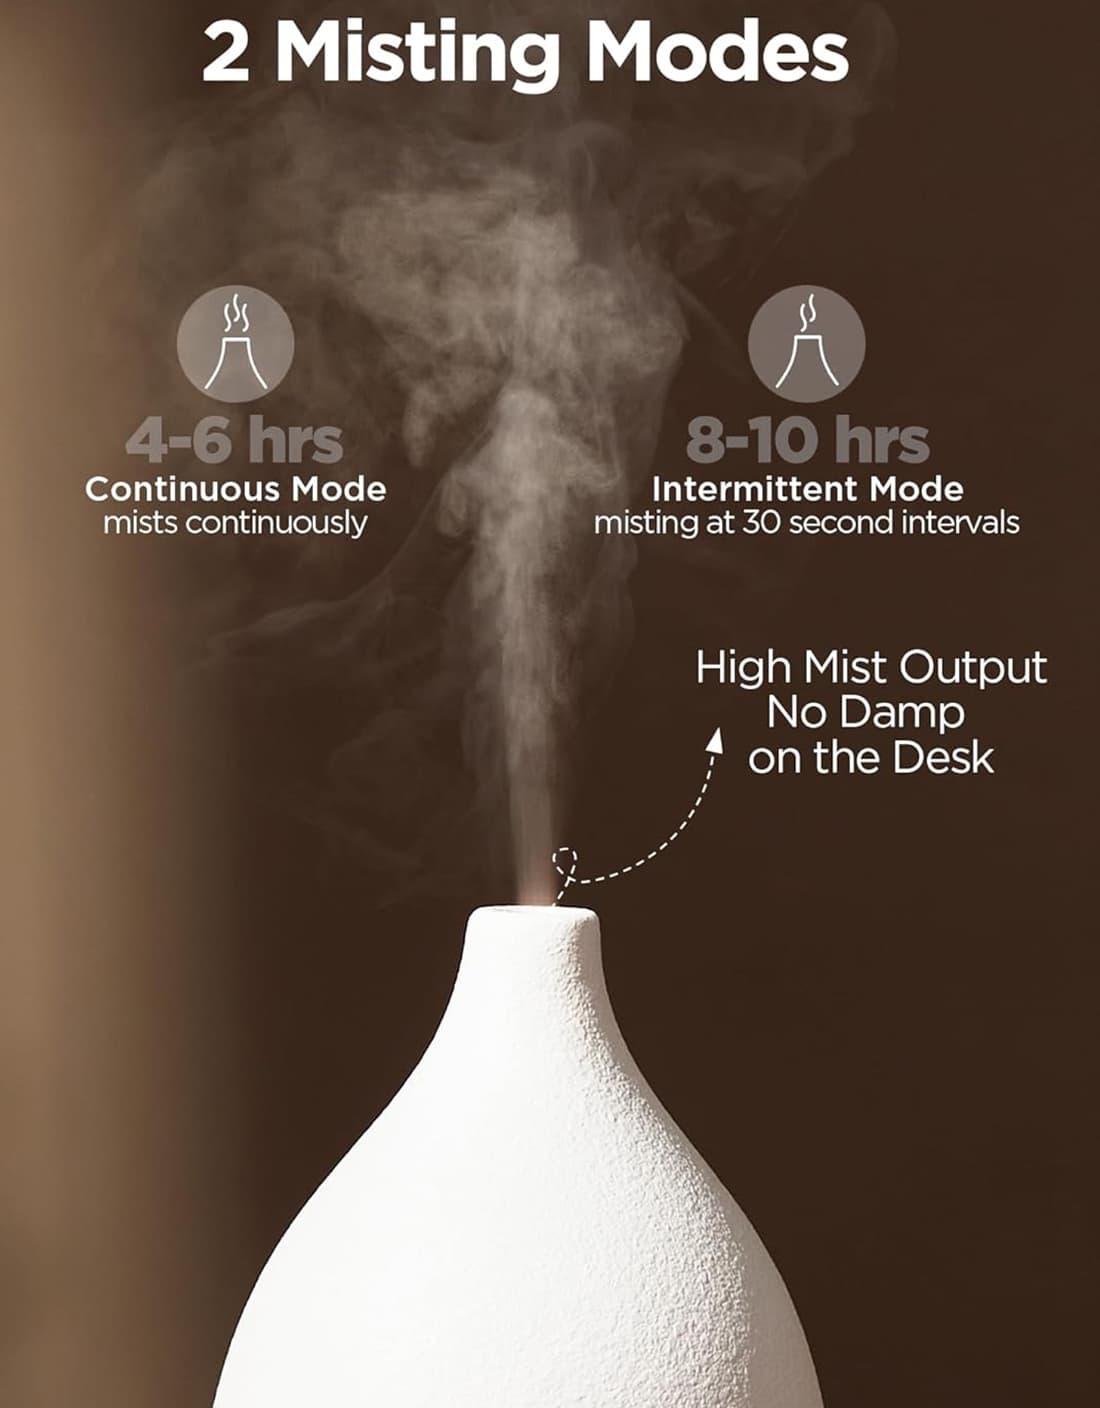 2 Misting Modes
4-6 hrs
Continuous Mode
mists continuously
8-10 hrs
Intermittent Mode
misting at 30 second intervals
High Mist Output
No Damp
on the Desk